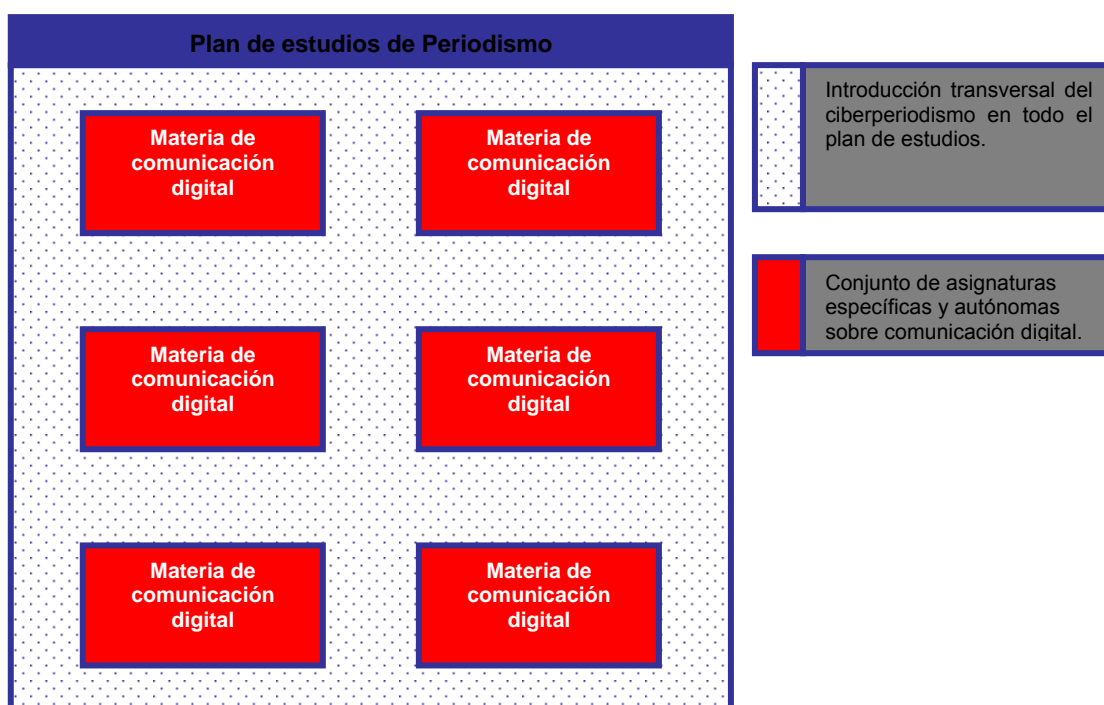 Plan de estudios de Periodismo
Materia de
comunicación
digital
Materia de
comunicación
digital
Materia de
comunicación
digital
Materia de
comunicación
digital
Materia de
comunicación
digital
Materia de
comunicación
digital
Introducción transversal del
ciberperiodismo en todo el
plan de estudios.
Conjunto de asignaturas
específicas y autónomas
sobre comunicación digital.